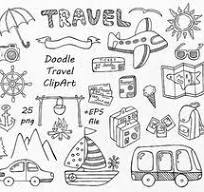 TRAVEL
Doodle
Travel
ClipArt
25
png
+EPS
file